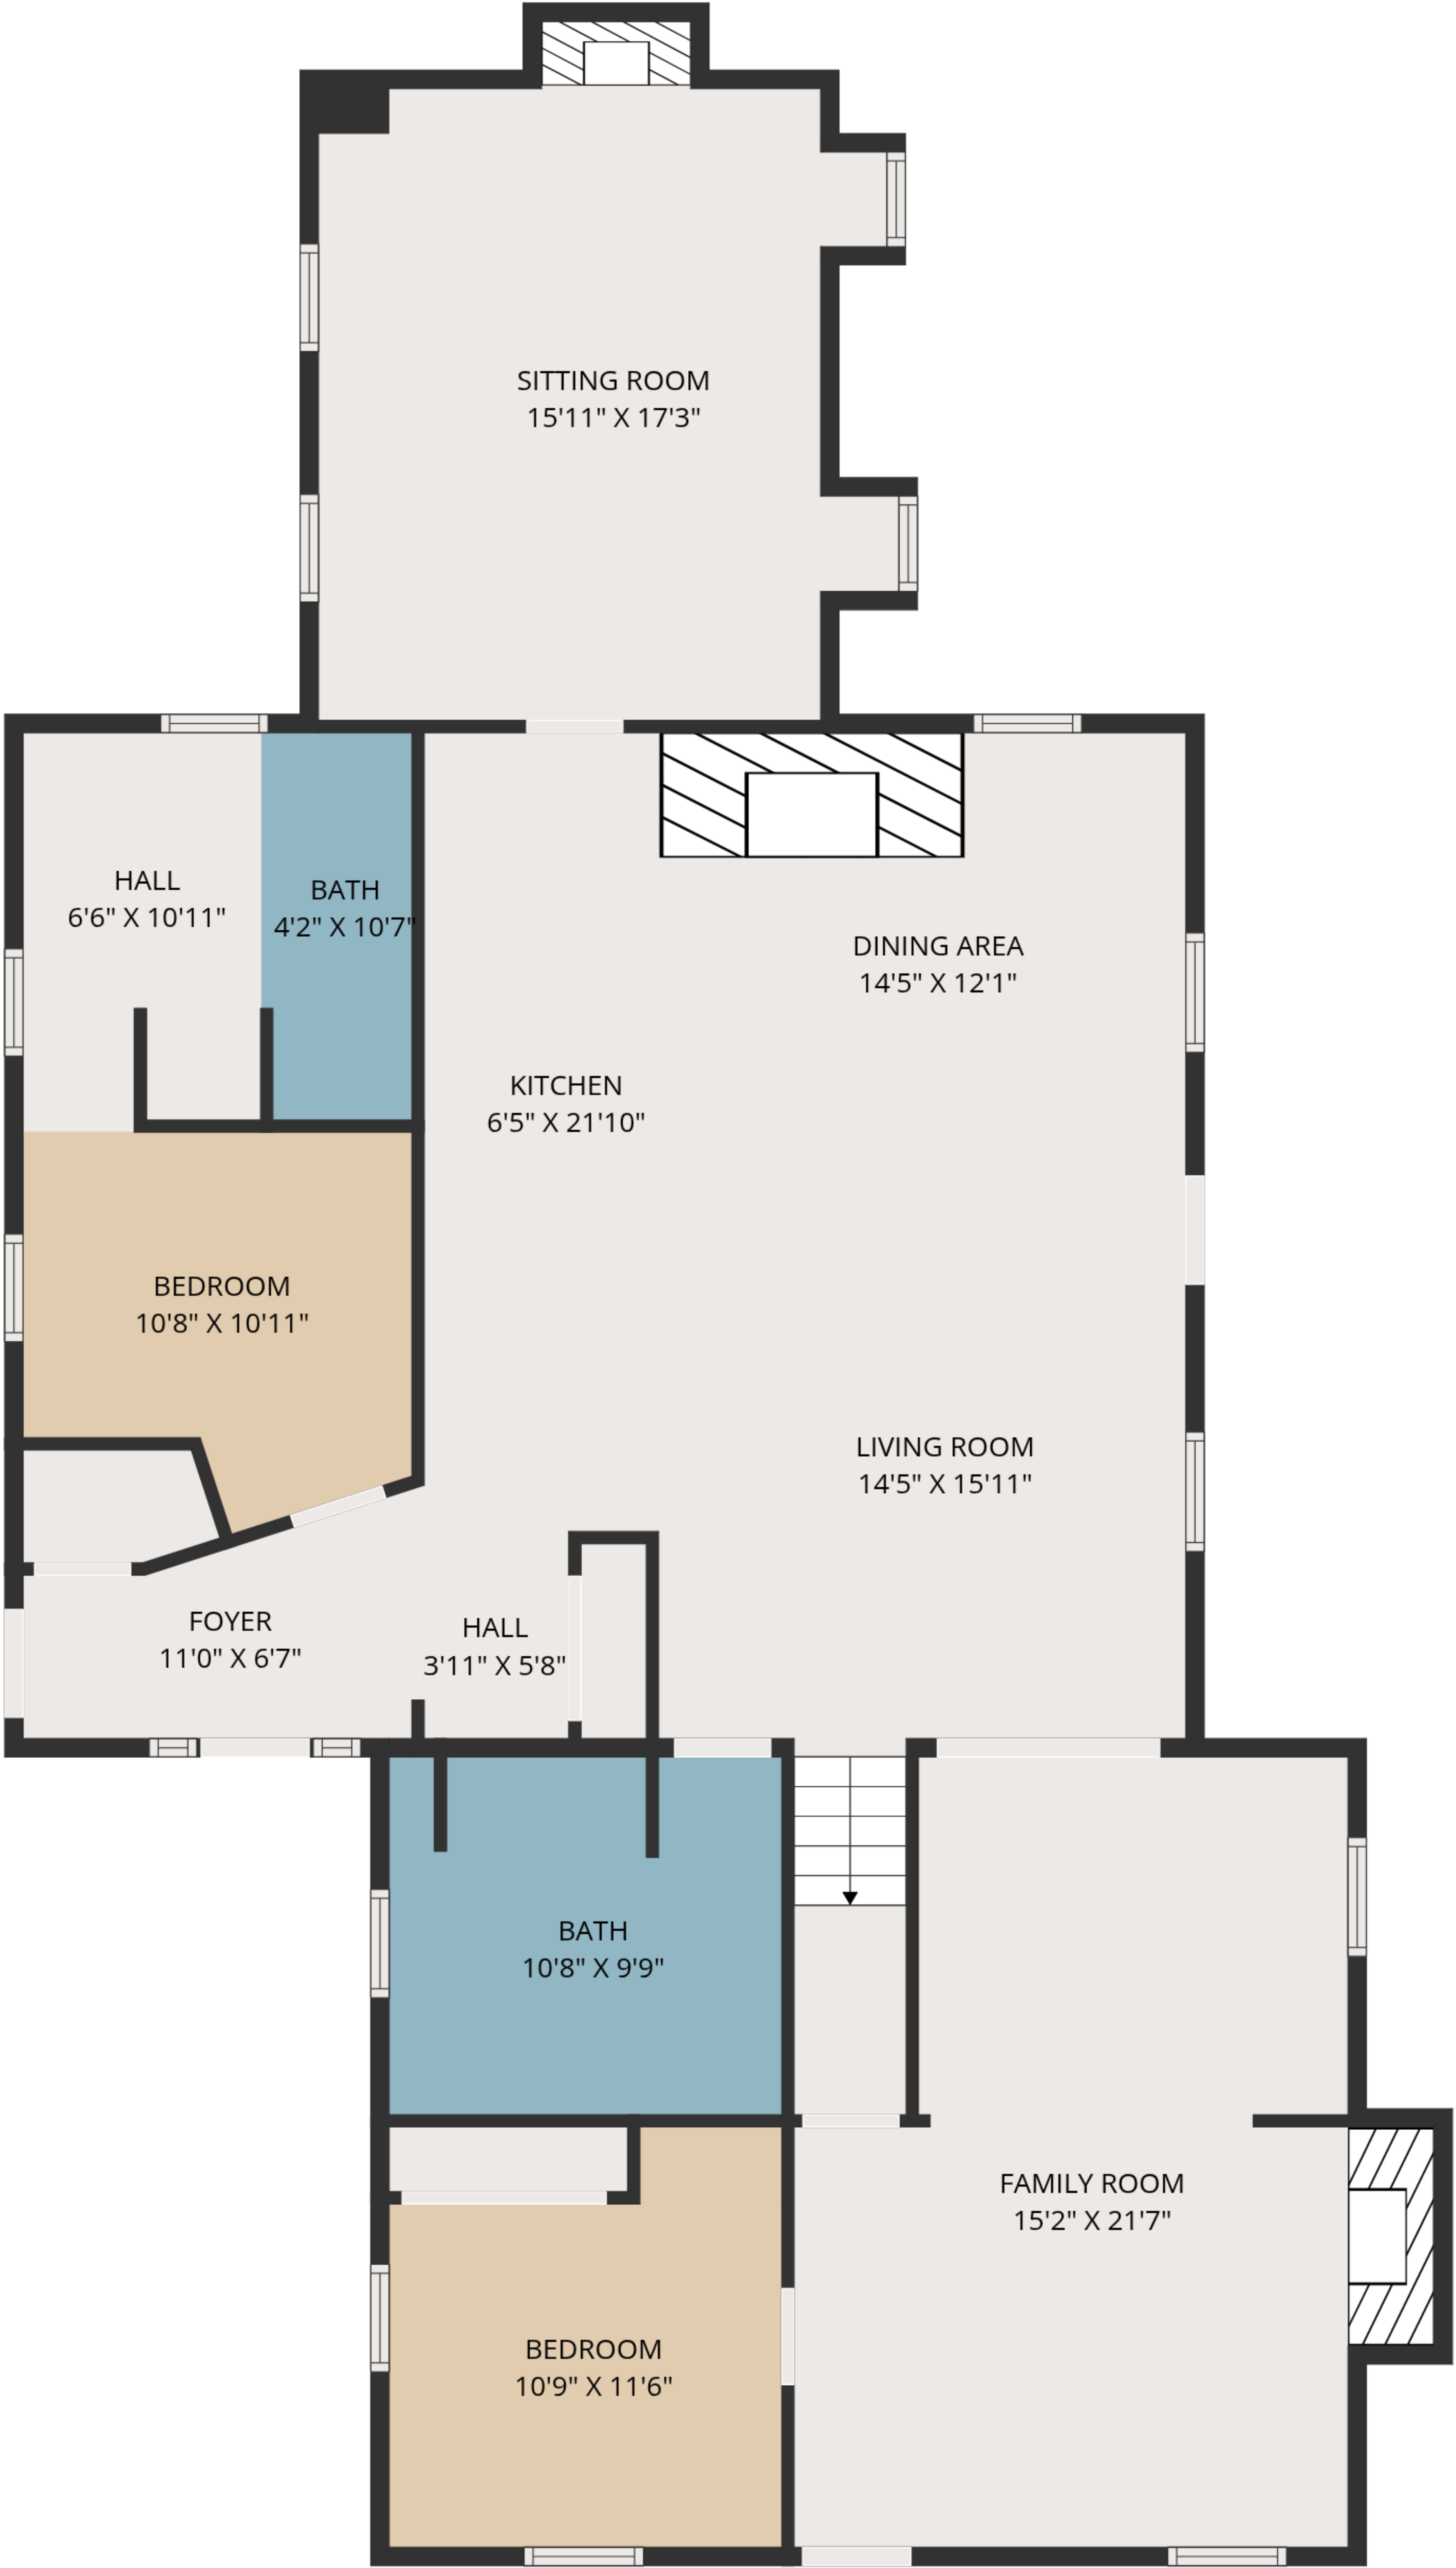 SITTING ROOM
15'11" X 17'3"
HALL
6'6" X 10'11"
BATH
4'2" X 10'7"
DINING AREA
14'5" X 12'1"
KITCHEN
6'5" X 21'10"
BEDROOM
10'8" X 10'11"
LIVING ROOM
14'5" X 15'11"
FOYER
11'0" X 6'7"
HALL
3'11" X 5'8"
BATH
10'8" X 9'9"
FAMILY ROOM
15'2" X 21'7"
BEDROOM
10'9" X 11'6"